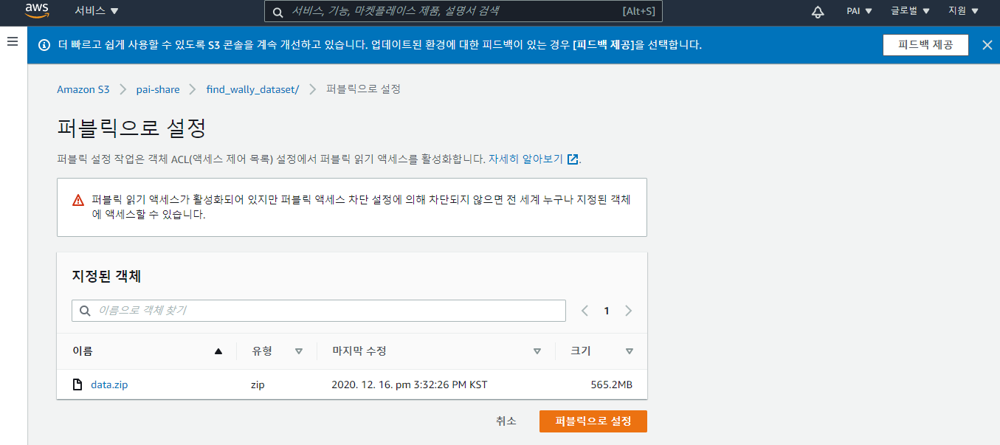 aws 서비스 ▼ 서비스, 기능, 마켓플레이스 제품, 설명서 검색 [Alt+S] PAI ▼ 글로벌 ▼ 지원 ▼
더 빠르고 쉽게 사용할 수 있도록 S3 콘솔을 계속 개선하고 있습니다. 업데이트된 환경에 대한 피드백이 있는 경우 [피드백 제공]을 선택합니다. 피드백 제공
Amazon S3 > pai-share > find_wally_dataset/ > 퍼블릭으로 설정
퍼블릭으로 설정
퍼블릭 설정 작업은 객체 ACL(액세스 제어 목록) 설정에서 퍼블릭 읽기 액세스를 활성화합니다. 자세히 알아보기.
퍼블릭 읽기 액세스가 활성화되어 있지만 퍼블릭 액세스 차단 설정에 의해 차단되지 않으면 전 세계 누구나 지정된 객체
에 액세스할 수 있습니다.
지정된 객체
이름으로 객체 찾기 < 1 >
이름 유형 마지막 수정 크기
data.zip zip 2020. 12. 16. pm 3:32:26 PM KST 565.2MB
취소 퍼블릭으로 설정